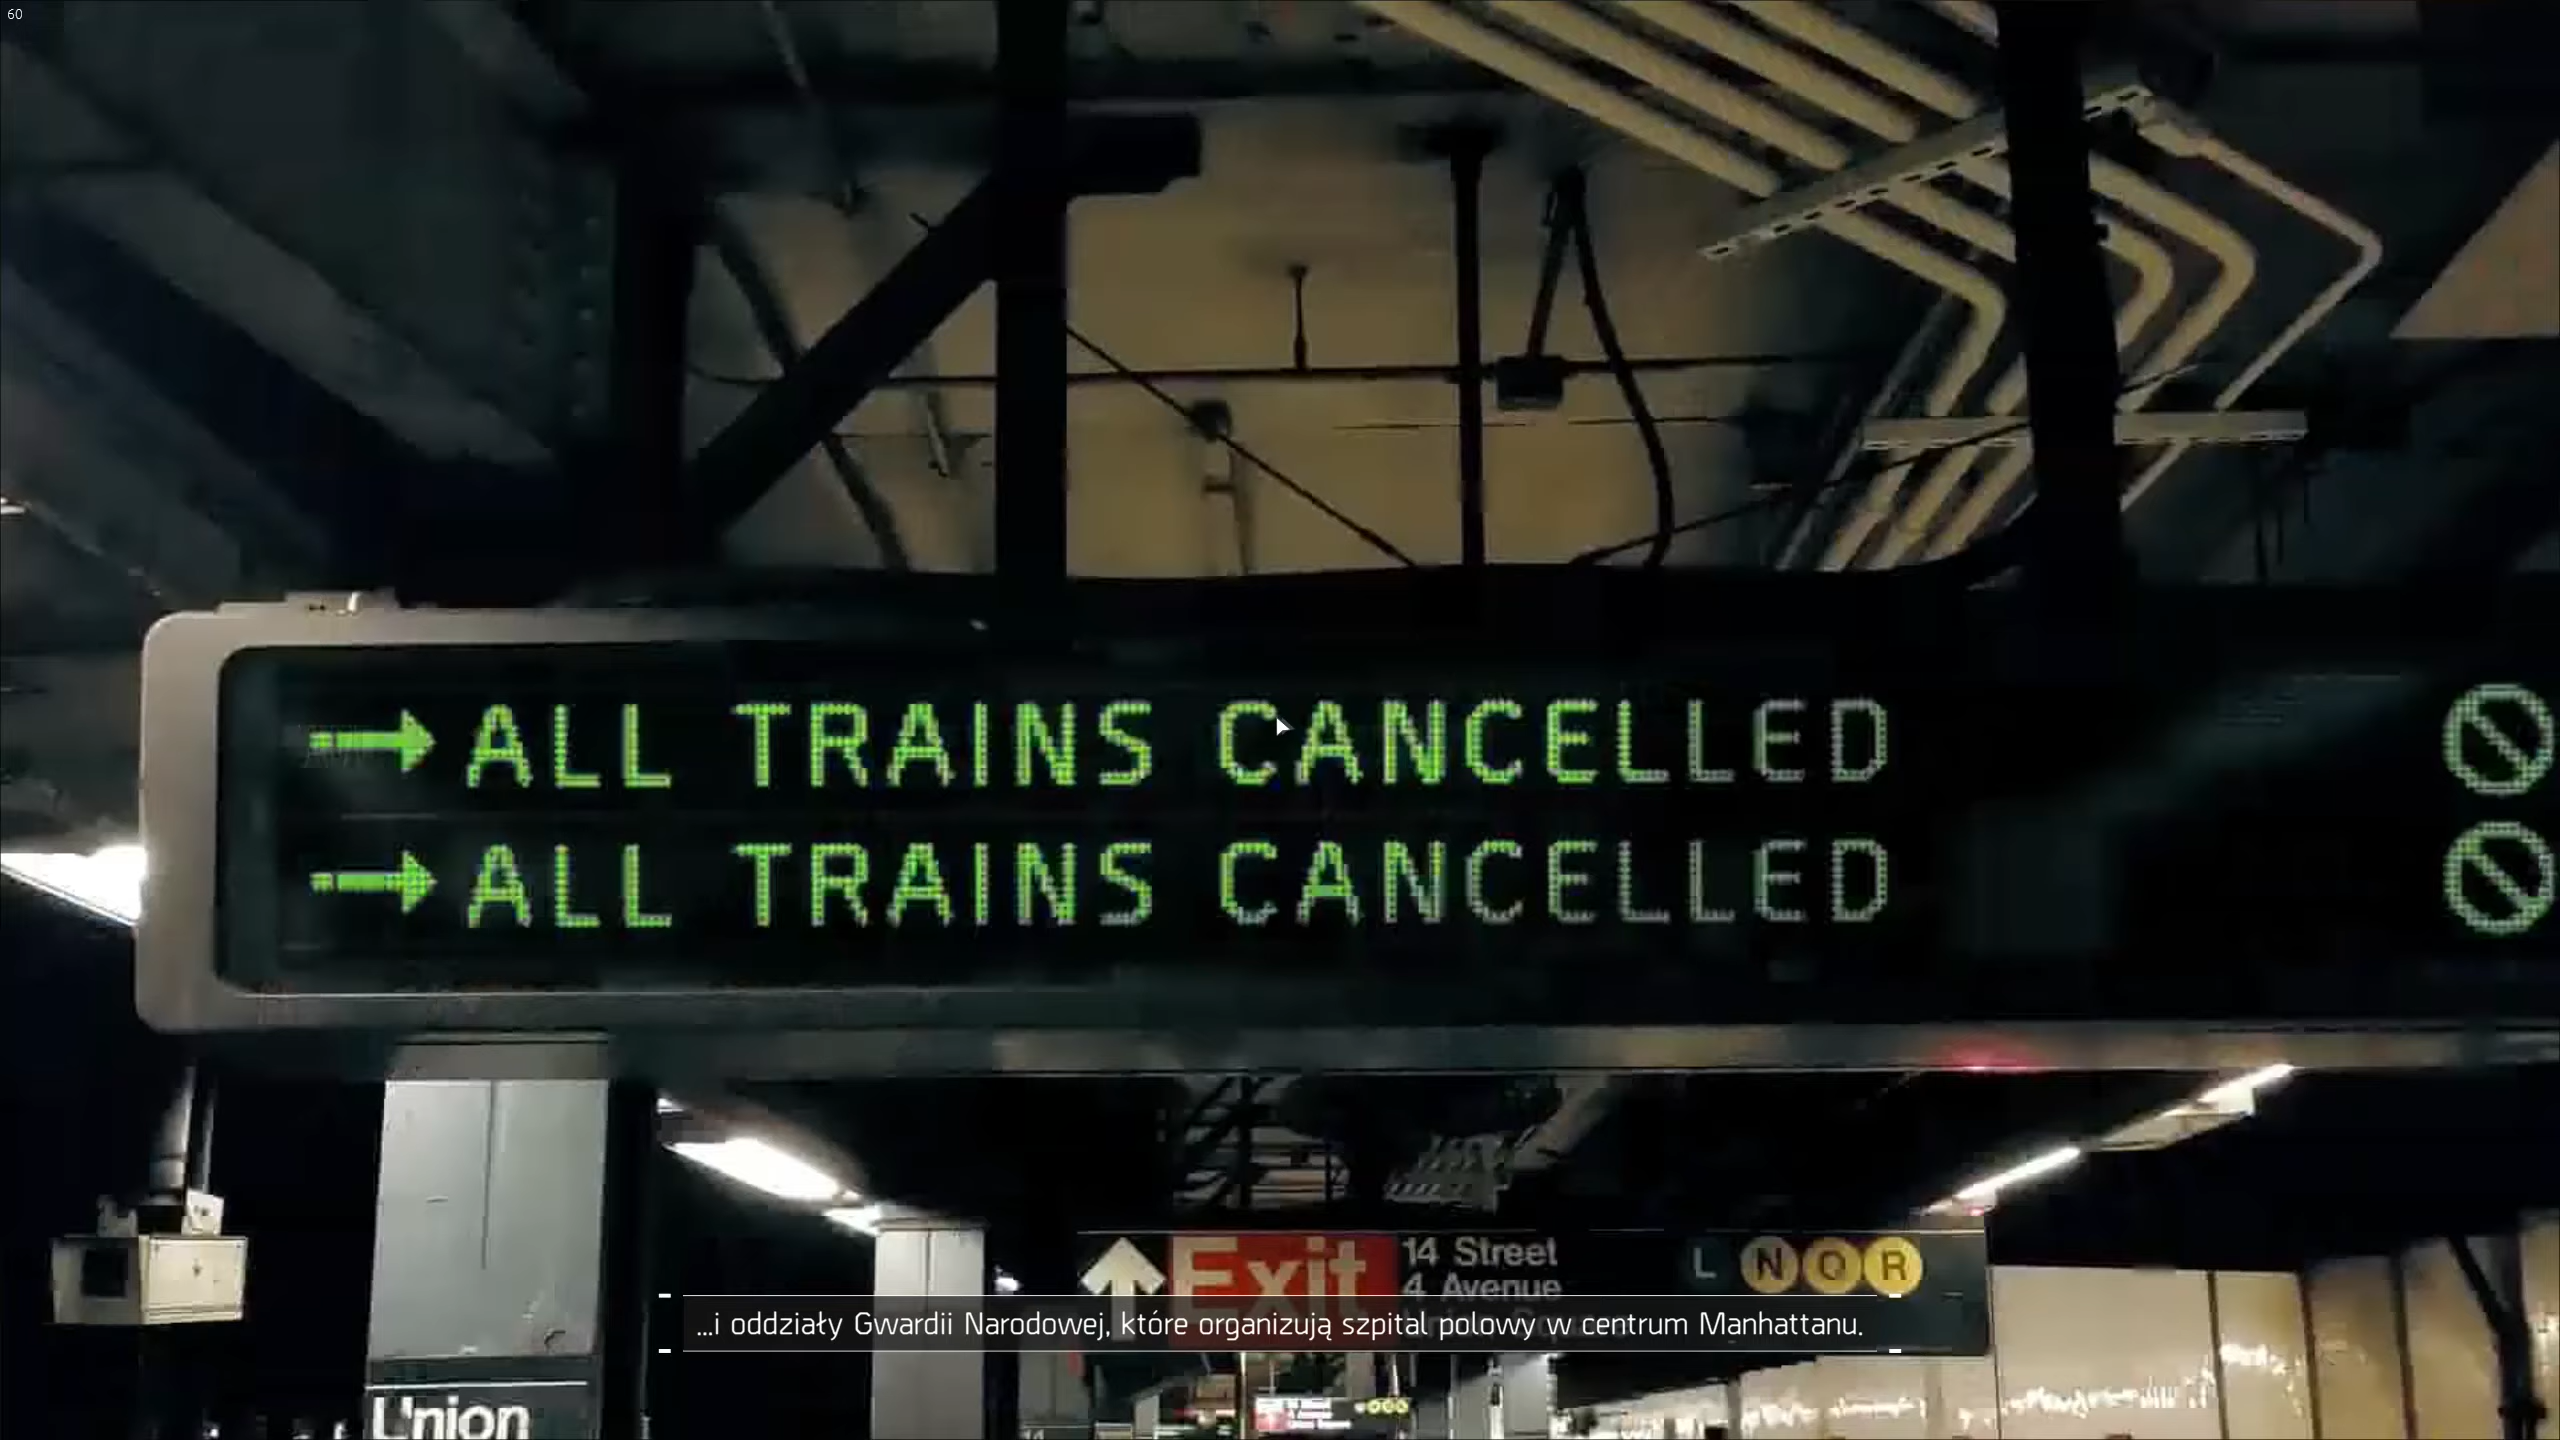 60
→ ALL TRAINS CANCELLED
→ ALL TRAINS CANCELLED
Exit
14 Street
4 Avenue
L N Q R
...i oddziały Gwardii Narodowej, które organizują szpital polowy w centrum Manhattanu.
Union